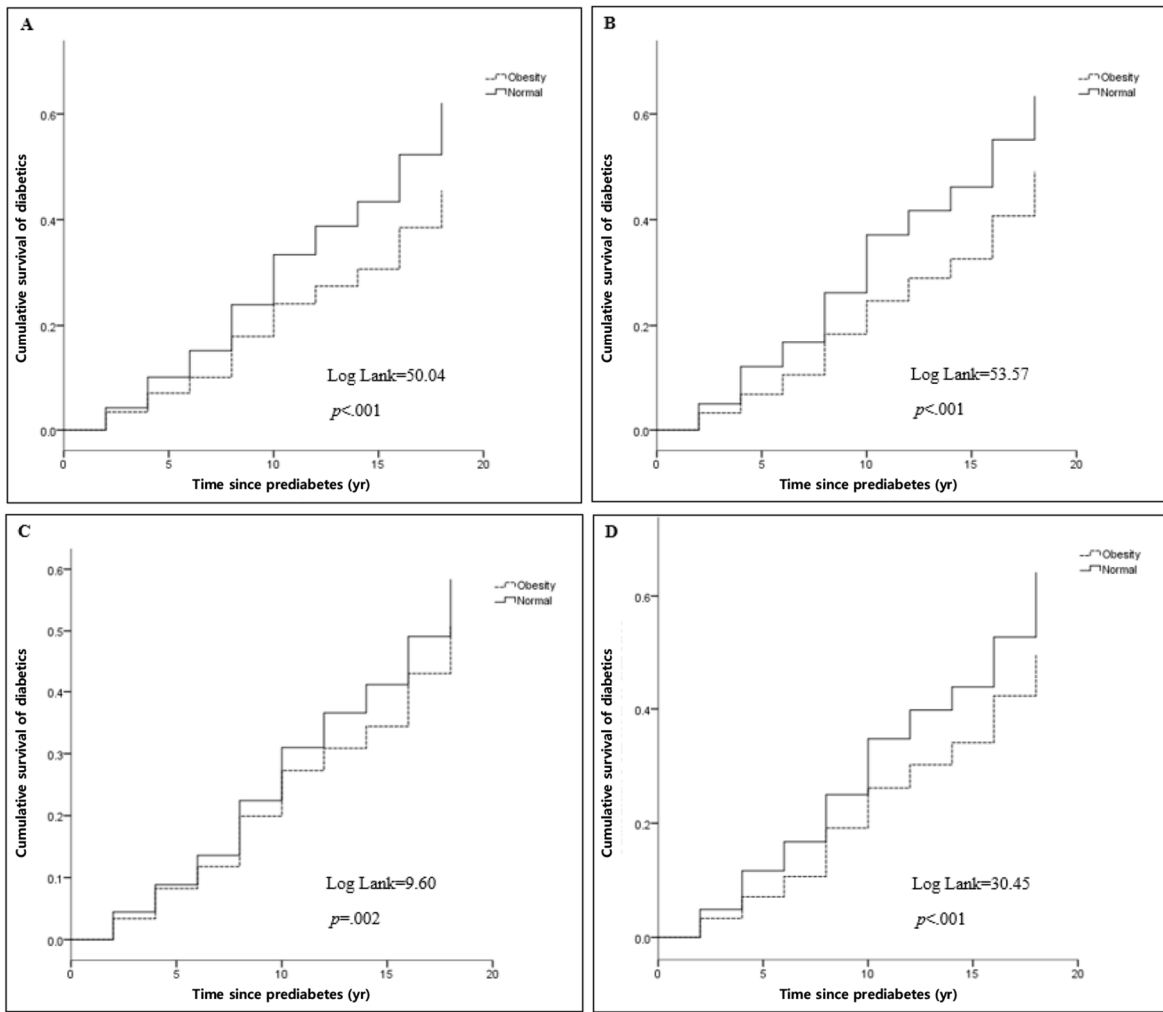 A
Obesity
Normal
0.6
0.4
0.2
0.0
Cumulative survival of diabetics
Log Lank=50.04
p<.001
0 5 10 15 20
Time since prediabetes (yr)
B
Obesity
Normal
0.6
0.4
0.2
0.0
Cumulative survival of diabetics
Log Lank=53.57
p<.001
0 5 10 15 20
Time since prediabetes (yr)
C
Obesity
Normal
0.6
0.5
0.4
0.3
0.2
0.1
0.0
Cumulative survival of diabetics
Log Lank=9.60
p=.002
0 5 10 15 20
Time since prediabetes (yr)
D
Obesity
Normal
0.6
0.4
0.2
0.0
Cumulative survival of diabetics
Log Lank=30.45
p<.001
0 5 10 15 20
Time since prediabetes (yr)